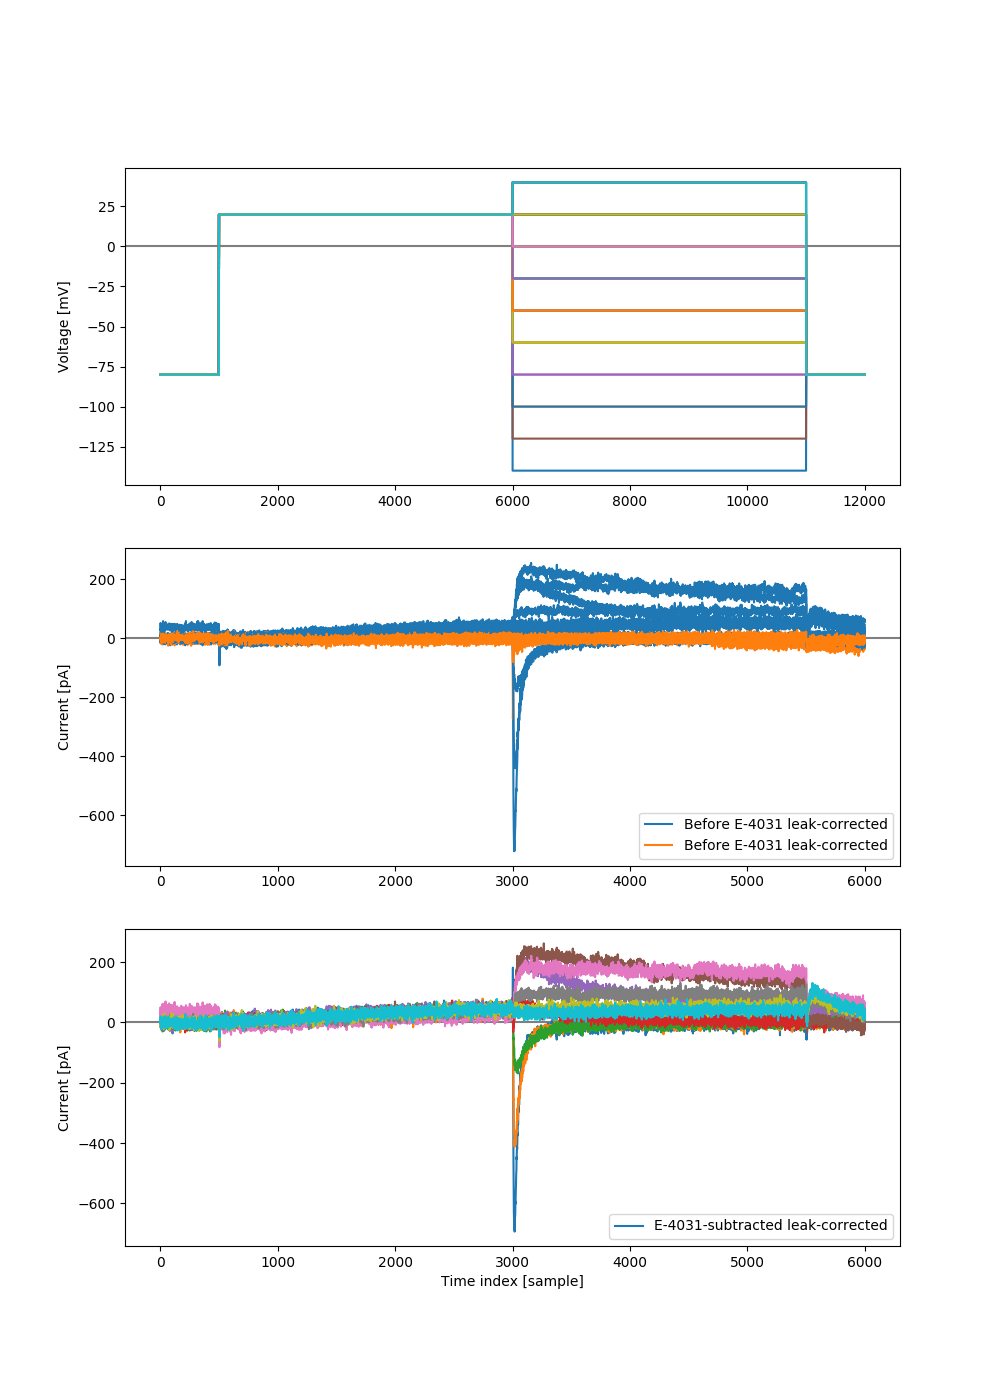 25
0
−25
−50
−75
−100
−125
Voltage [mV]
0 2000 4000 6000 8000 10000 12000
200
0
−200
−400
−600
Current [pA]
Before E-4031 leak-corrected
Before E-4031 leak-corrected
0 1000 2000 3000 4000 5000 6000
200
0
−200
−400
−600
Current [pA]
E-4031-subtracted leak-corrected
0 1000 2000 3000 4000 5000 6000
Time index [sample]